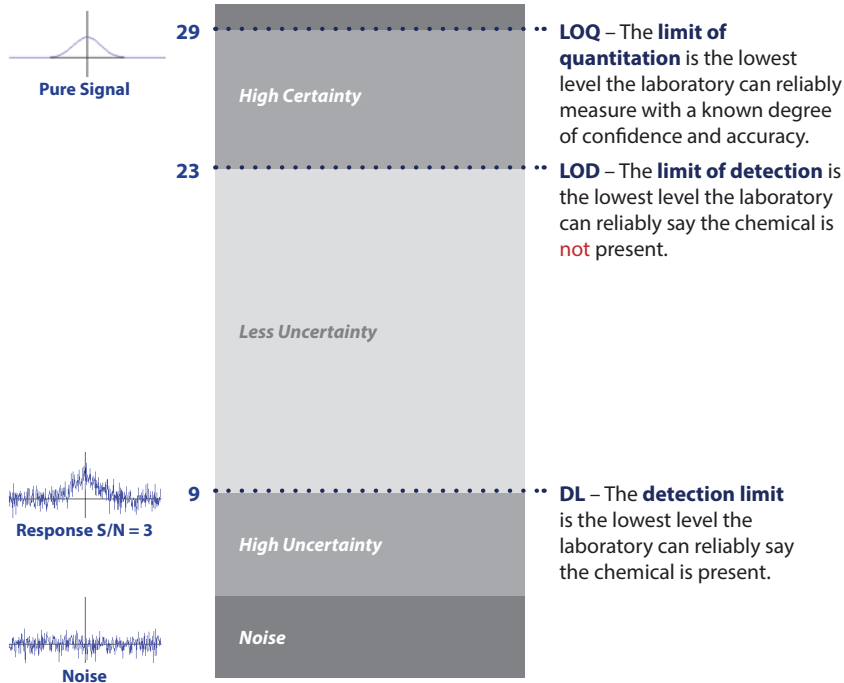 29
Pure Signal
High Certainty
LOQ – The limit of
quantitation is the lowest
level the laboratory can reliably
measure with a known degree
of confidence and accuracy.
23
LOD – The limit of detection is
the lowest level the laboratory
can reliably say the chemical is
not present.
Less Uncertainty
9
Response S/N = 3
High Uncertainty
DL – The detection limit
is the lowest level the
laboratory can reliably say
the chemical is present.
Noise
Noise